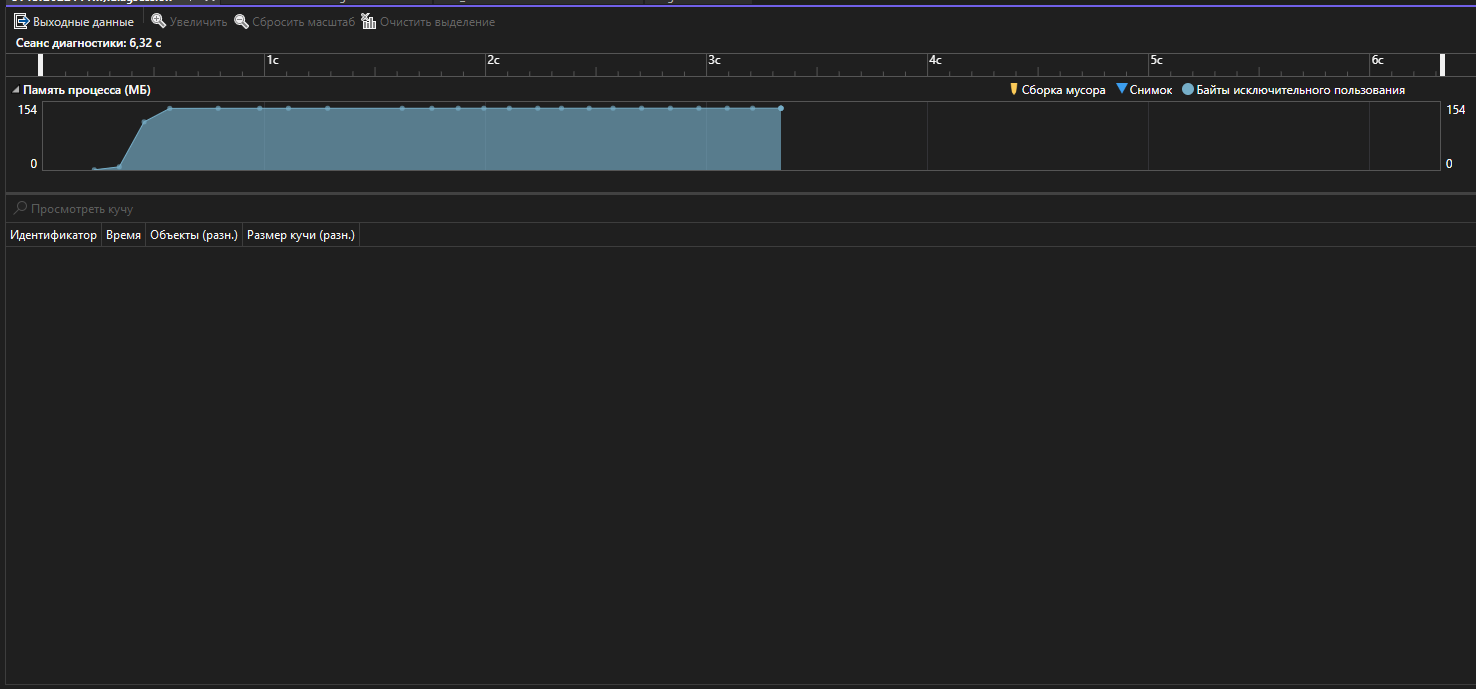 Выходные данные Увеличить Сбросить масштаб Очистить выделение
Сеанс диагностики: 6,32 с
1с 2с 3с 4с 5с 6с
Память процесса (МБ) Сборка мусора Снимок Байты исключительного пользования
154 154
0 0
Просмотреть кучу
Идентификатор Время Объекты (разн.) Размер кучи (разн.)